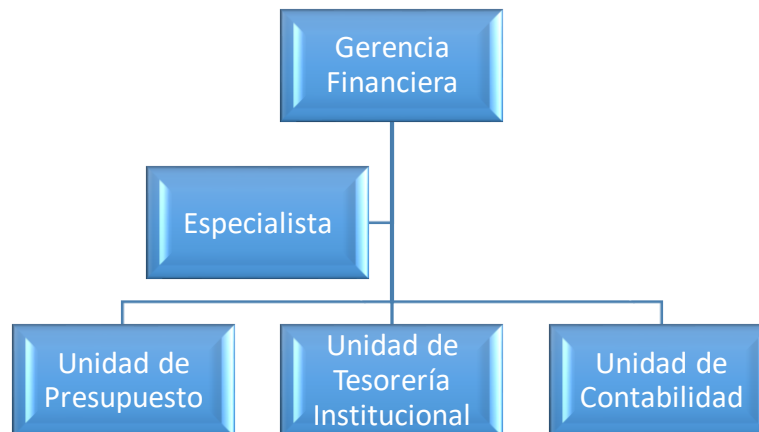 Gerencia
Financiera
Especialista
Unidad de
Presupuesto
Unidad de
Tesorería
Institucional
Unidad de
Contabilidad